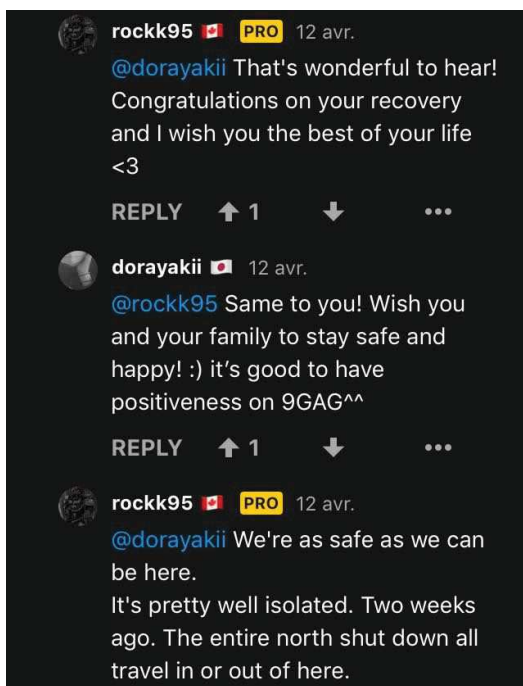 rockk95 PRO 12 avr.
@dorayakii That's wonderful to hear!
Congratulations on your recovery
and I wish you the best of your life
<3
REPLY 1
dorayakii 12 avr.
@rockk95 Same to you! Wish you
and your family to stay safe and
happy! :) it's good to have
positiveness on 9GAG^^
REPLY 1
rockk95 PRO 12 avr.
@dorayakii We're as safe as we can
be here.
It's pretty well isolated. Two weeks
ago. The entire north shut down all
travel in or out of here.